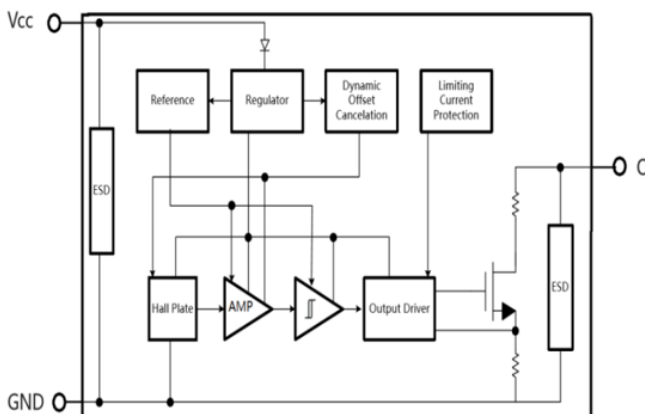 Vcc
Reference
Regulator
Dynamic
Offset
Cancelation
Limiting
Current
Protection
ESD
Hall Plate
AMP
Output Driver
ESD
GND